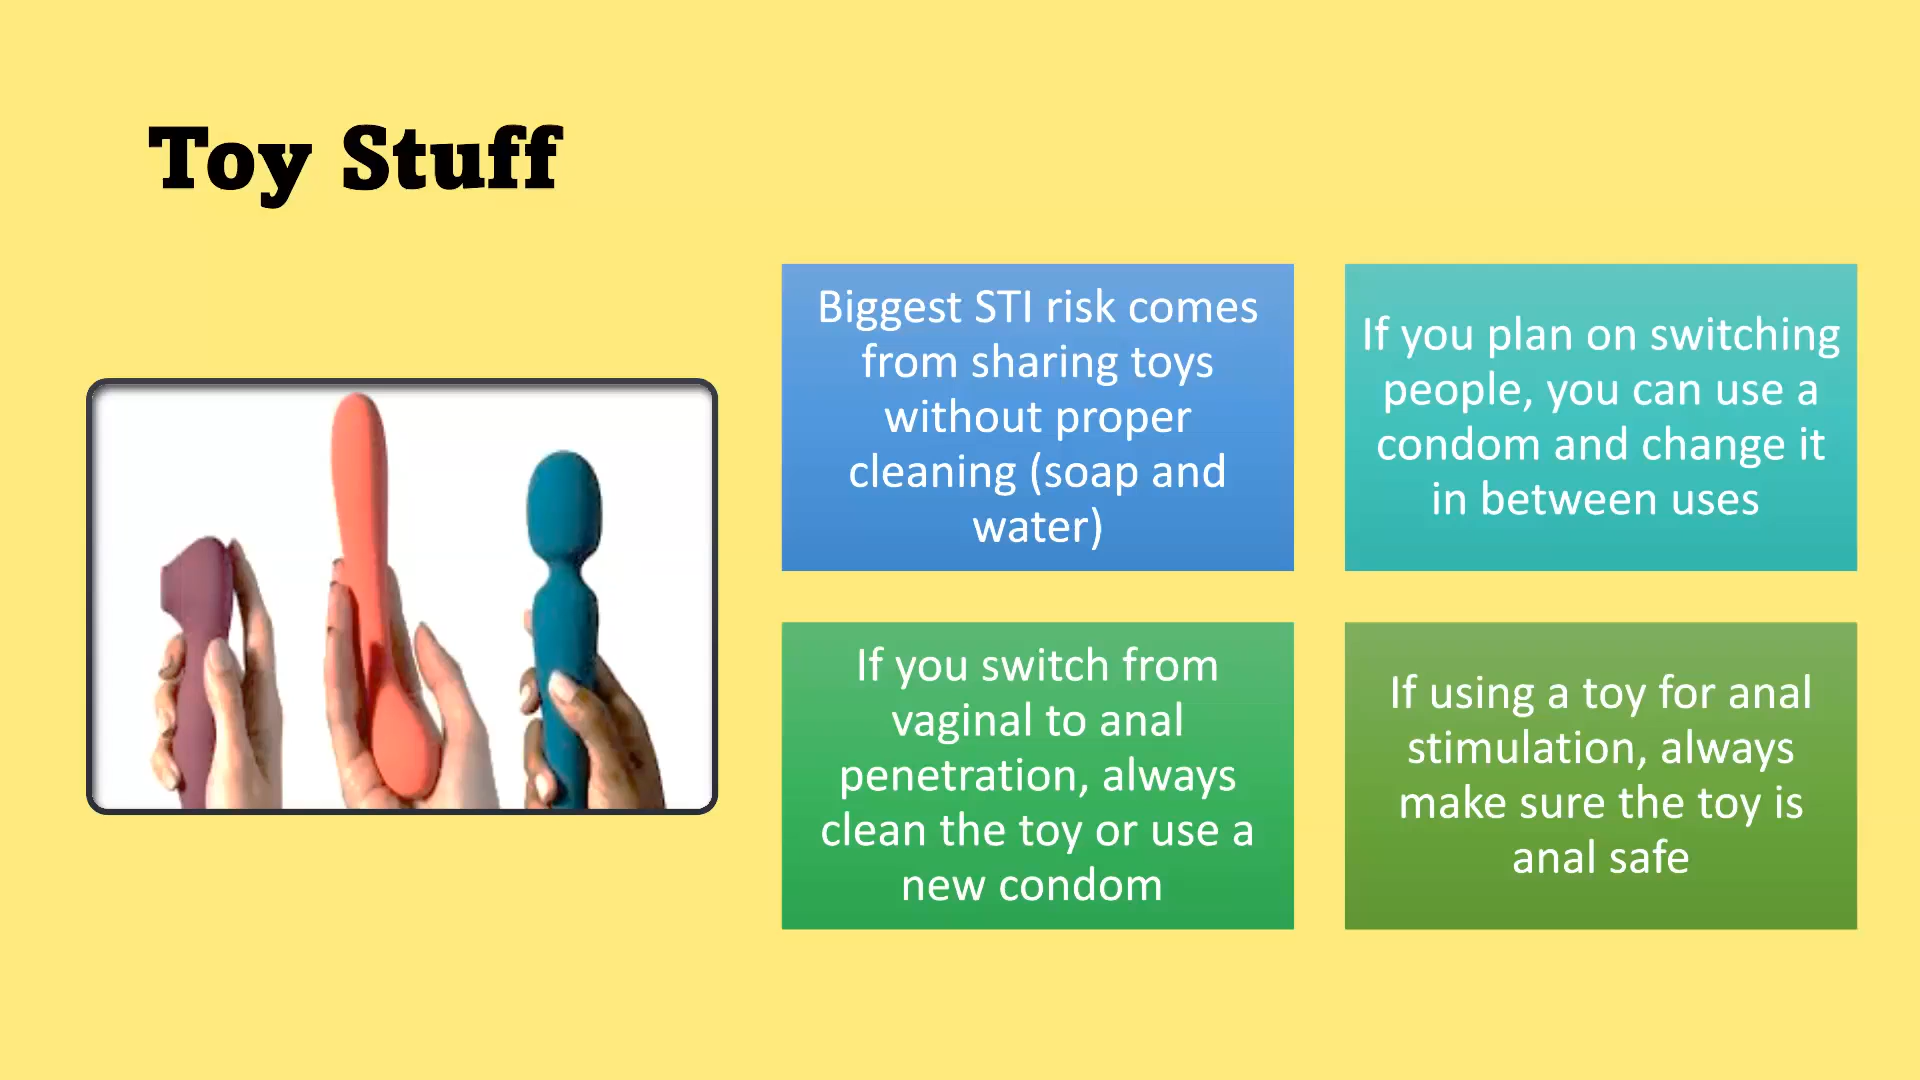 Toy Stuff
Biggest STI risk comes
from sharing toys
without proper
cleaning (soap and
water)
If you plan on switching
people, you can use a
condom and change it
in between uses
If you switch from
vaginal to anal
penetration, always
clean the toy or use a
new condom
If using a toy for anal
stimulation, always
make sure the toy is
anal safe